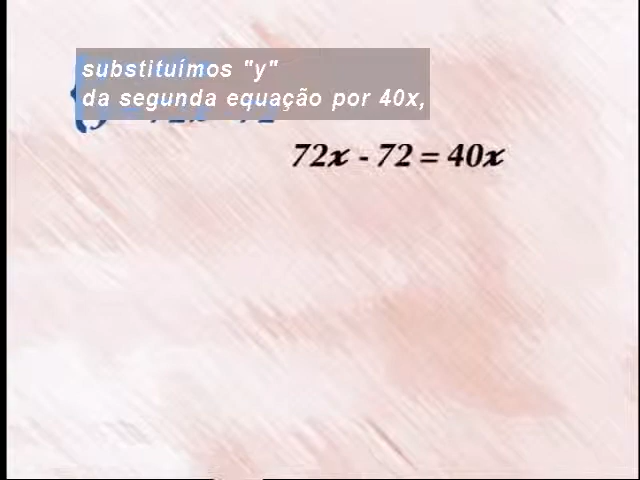 substituímos "y"
da segunda equação por 40x,
72x - 72 = 40x